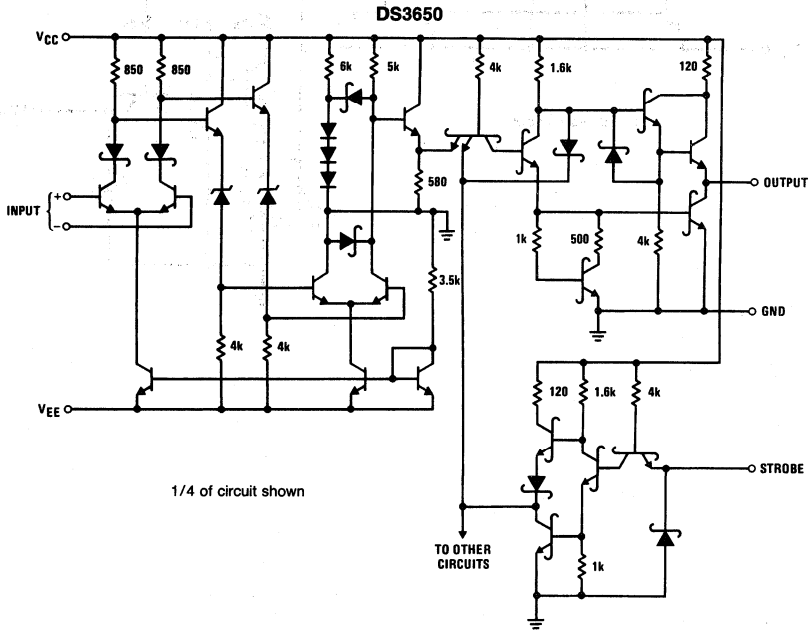 DS3650
VCC
850
850
6k
5k
4k
1.6k
120
INPUT
+
−
580
1k
500
4k
OUTPUT
3.5k
GND
4k
4k
120
1.6k
4k
VEE
STROBE
1/4 of circuit shown
TO OTHER
CIRCUITS
1k